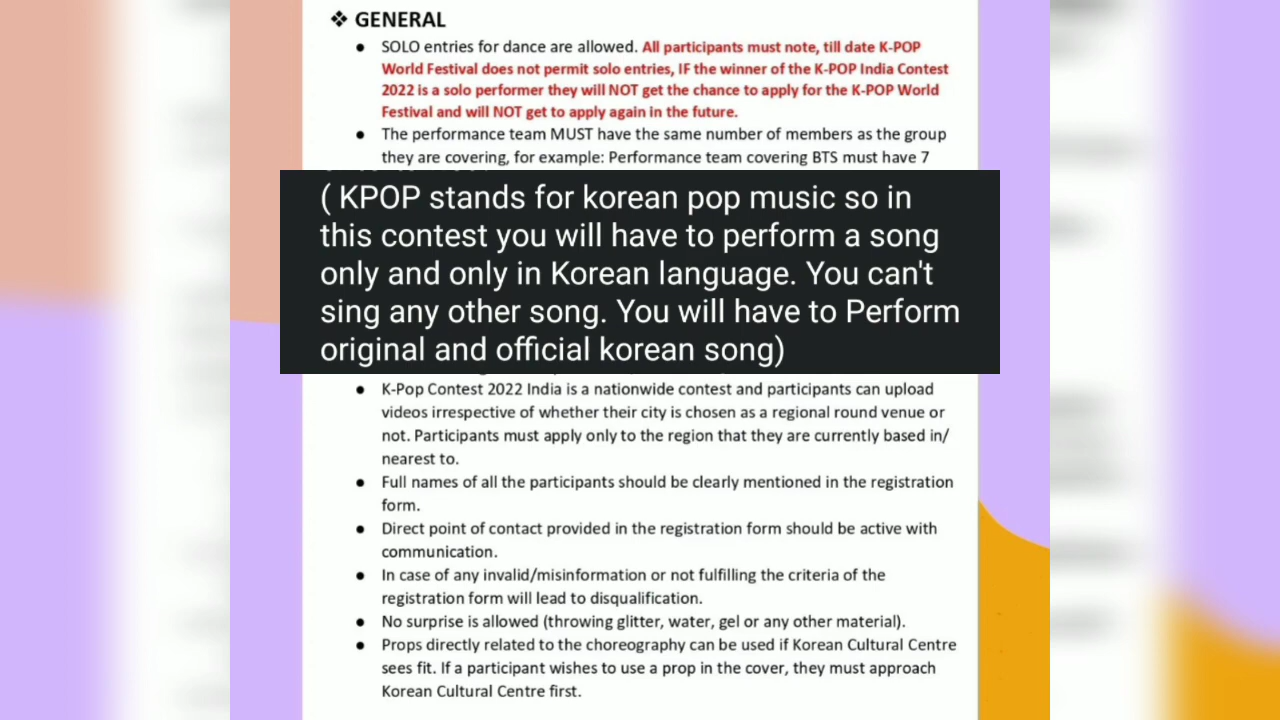 ❖ GENERAL
● SOLO entries for dance are allowed. All participants must note, till date K-POP
World Festival does not permit solo entries, IF the winner of the K-POP India Contest
2022 is a solo performer they will NOT get the chance to apply for the K-POP World
Festival and will NOT get to apply again in the future.
● The performance team MUST have the same number of members as the group
they are covering, for example: Performance team covering BTS must have 7
( KPOP stands for korean pop music so in
this contest you will have to perform a song
only and only in Korean language. You can't
sing any other song. You will have to Perform
original and official korean song)
● K-Pop Contest 2022 India is a nationwide contest and participants can upload
videos irrespective of whether their city is chosen as a regional round venue or
not. Participants must apply only to the region that they are currently based in/
nearest to.
● Full names of all the participants should be clearly mentioned in the registration
form.
● Direct point of contact provided in the registration form should be active with
communication.
● In case of any invalid/misinformation or not fulfilling the criteria of the
registration form will lead to disqualification.
● No surprise is allowed (throwing glitter, water, gel or any other material).
● Props directly related to the choreography can be used if Korean Cultural Centre
sees fit. If a participant wishes to use a prop in the cover, they must approach
Korean Cultural Centre first.